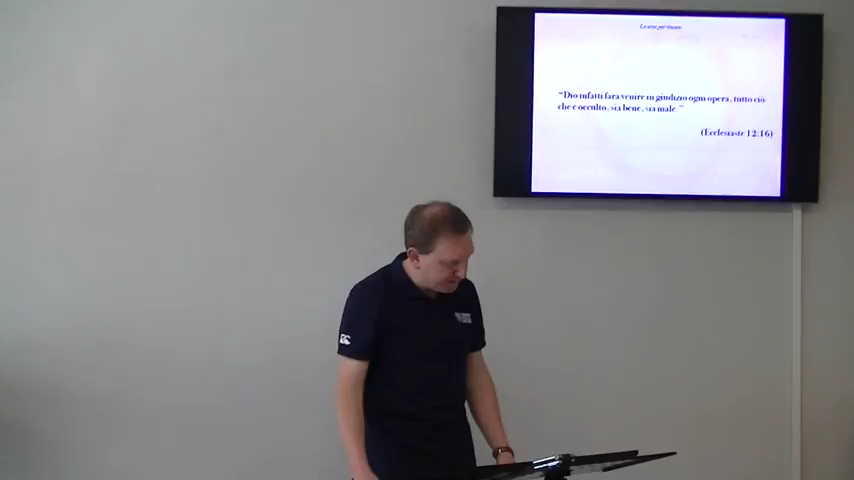 “Dio infatti farà venire in giudizio ogni opera, tutto ciò
che è occulto, sia bene, sia male.”
(Ecclesiaste 12:16)